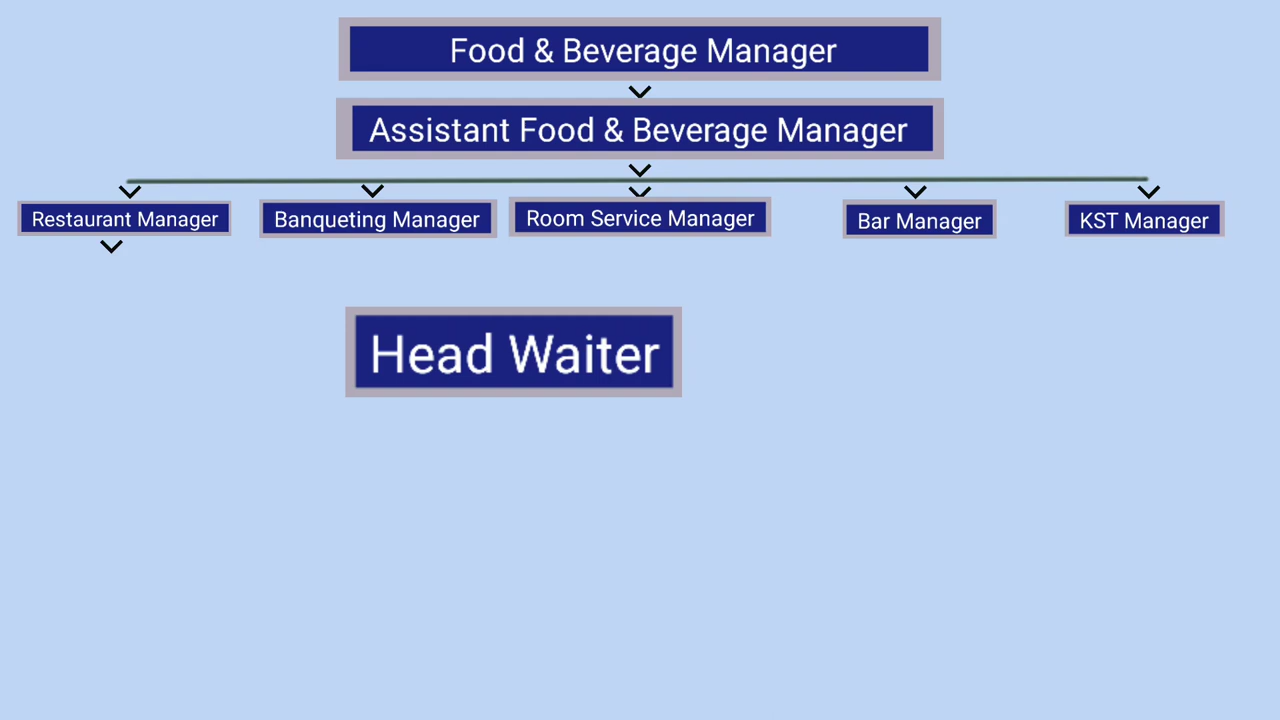 Food & Beverage Manager
Assistant Food & Beverage Manager
Restaurant Manager
Banqueting Manager
Room Service Manager
Bar Manager
KST Manager
Head Waiter